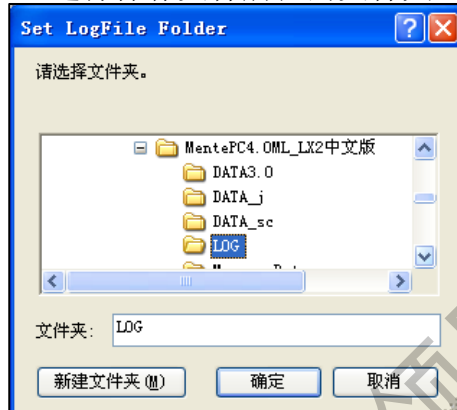 Set LogFile Folder
请选择文件夹。
MentePC4.0ML_LX2中文版
DATA3.0
DATA_j
DATA_sc
LOG
文件夹: LOG
新建文件夹(M) 确定 取消